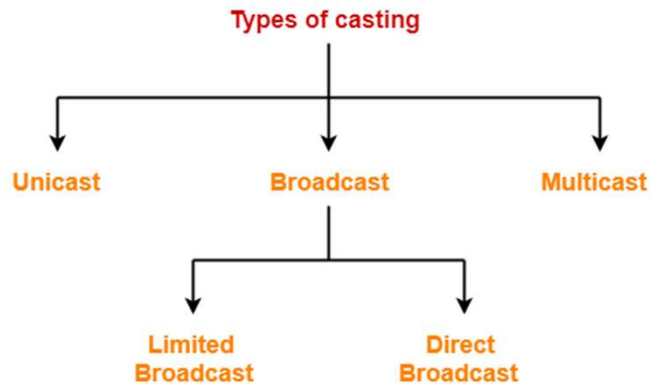 Types of casting
Unicast
Broadcast
Multicast
Limited
Broadcast
Direct
Broadcast